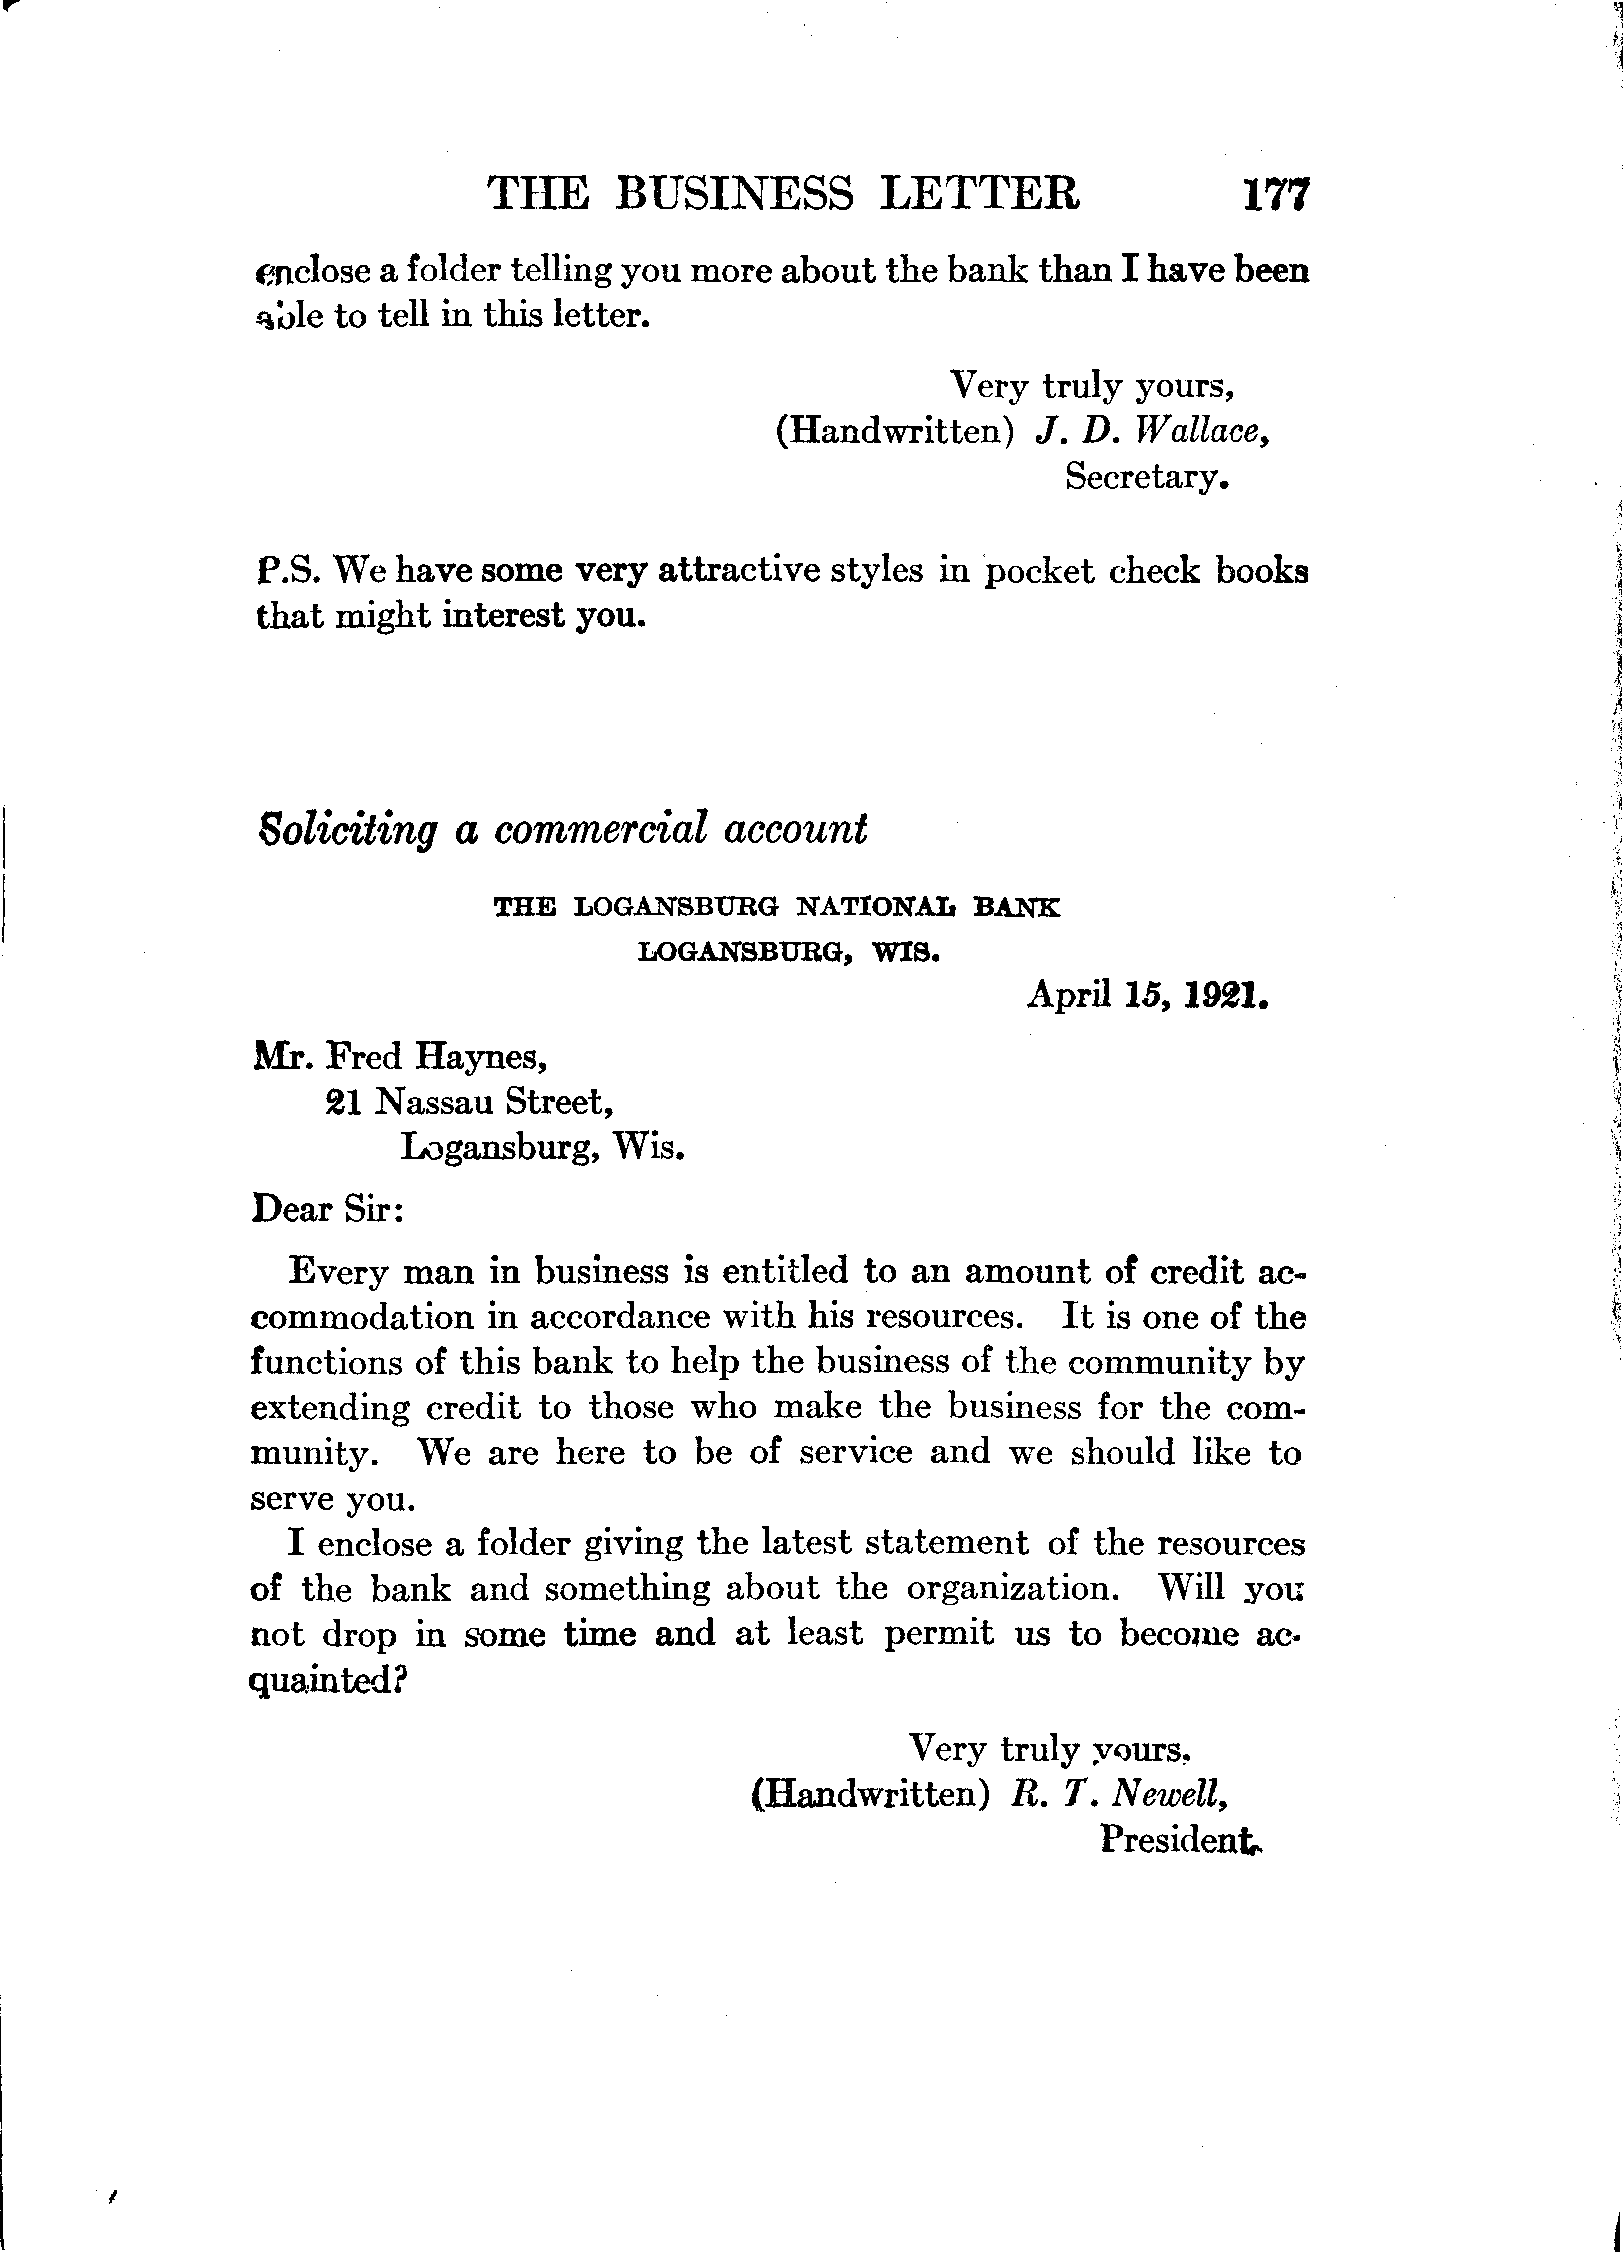 THE BUSINESS LETTER 177
enclose a folder telling you more about the bank than I have been
able to tell in this letter.
Very truly yours,
(Handwritten) J. D. Wallace,
Secretary.
P.S. We have some very attractive styles in pocket check books
that might interest you.
Soliciting a commercial account
THE LOGANSBURG NATIONAL BANK
LOGANSBURG, WIS.
April 15, 1921.
Mr. Fred Haynes,
21 Nassau Street,
Logansburg, Wis.
Dear Sir:
Every man in business is entitled to an amount of credit ac-
commodation in accordance with his resources. It is one of the
functions of this bank to help the business of the community by
extending credit to those who make the business for the com-
munity. We are here to be of service and we should like to
serve you.
I enclose a folder giving the latest statement of the resources
of the bank and something about the organization. Will you
not drop in some time and at least permit us to become ac-
quainted?
Very truly yours,
(Handwritten) R. T. Newell,
President.